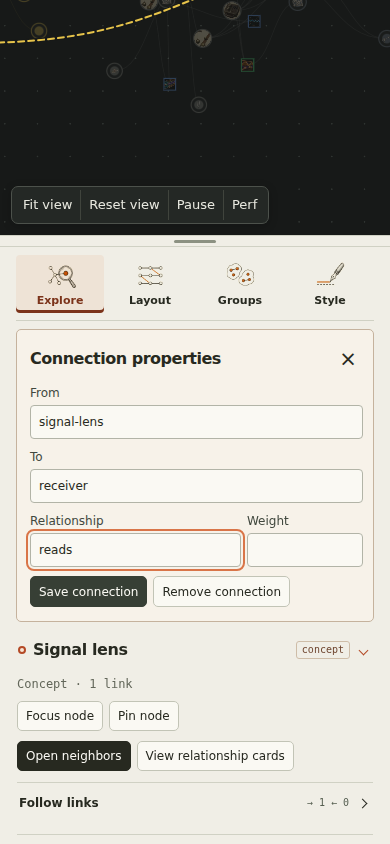 Fit view Reset view Pause Perf
Explore Layout Groups Style
Connection properties ×
From
signal-lens
To
receiver
Relationship Weight
reads
Save connection Remove connection
Signal lens concept
Concept · 1 link
Focus node Pin node
Open neighbors View relationship cards
Follow links → 1 ← 0